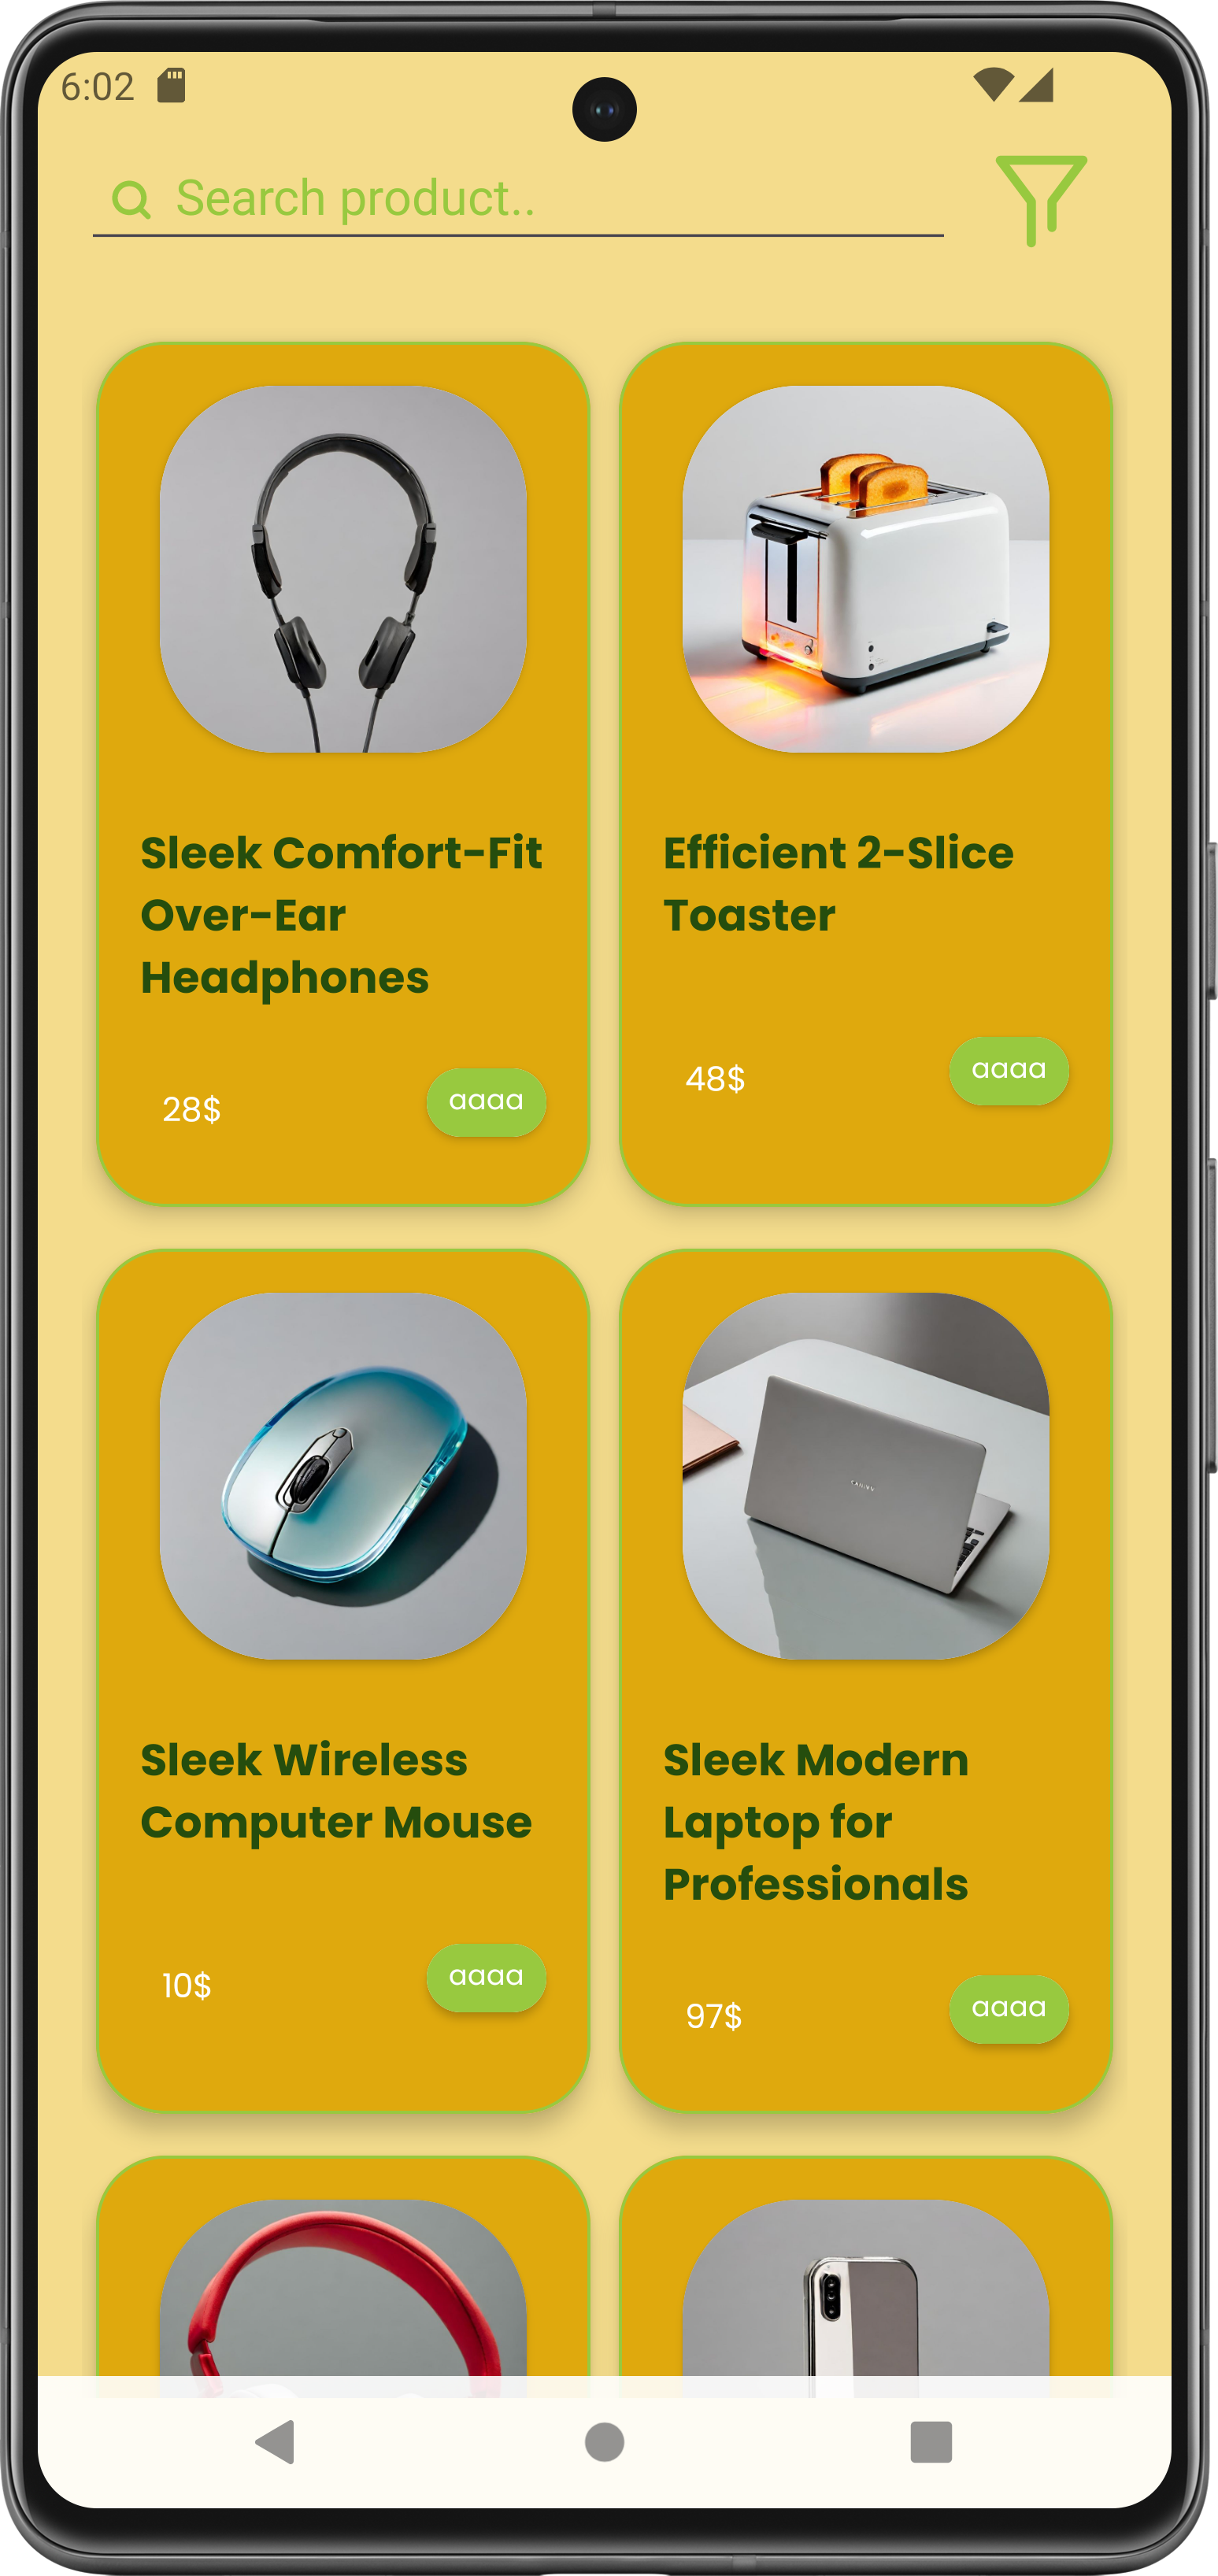 6:02
Search product..
Sleek Comfort-Fit
Over-Ear
Headphones
28$ aaaa
Efficient 2-Slice
Toaster
48$ aaaa
Sleek Wireless
Computer Mouse
10$ aaaa
Sleek Modern
Laptop for
Professionals
97$ aaaa